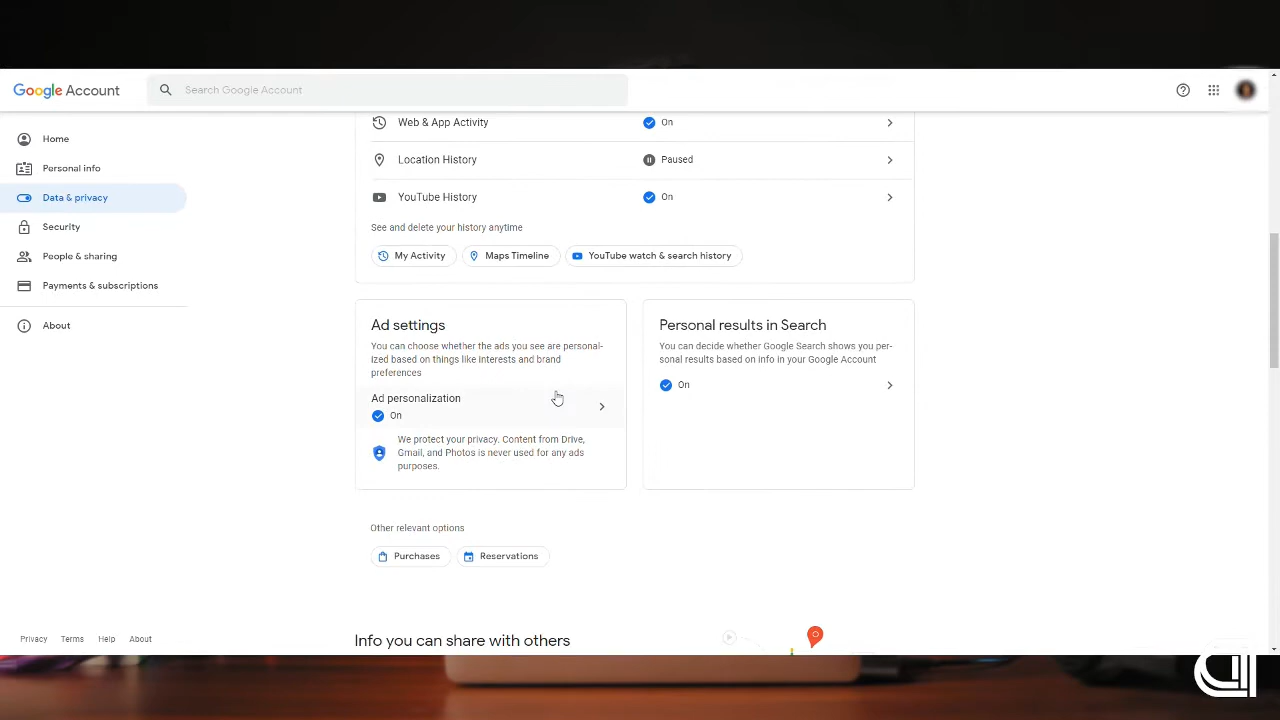 Google Account
Search Google Account
Home
Personal info
Data & privacy
Security
People & sharing
Payments & subscriptions
About
Web & App Activity
On
Location History
Paused
YouTube History
On
See and delete your history anytime
My Activity
Maps Timeline
YouTube watch & search history
Ad settings
You can choose whether the ads you see are personal-
ized based on things like interests and brand
preferences
Ad personalization
On
We protect your privacy. Content from Drive,
Gmail, and Photos is never used for any ads
purposes.
Personal results in Search
You can decide whether Google Search shows you per-
sonal results based on info in your Google Account
On
Other relevant options
Purchases
Reservations
Info you can share with others
Privacy
Terms
Help
About